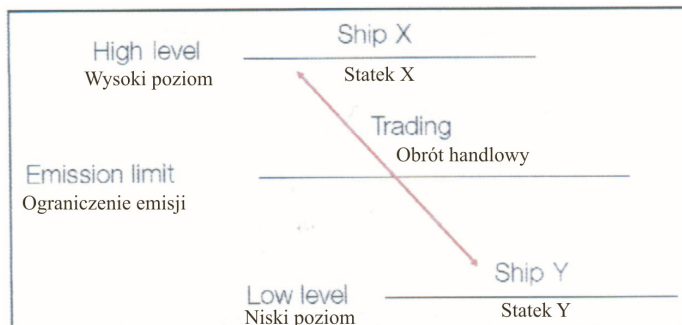 High level
Wysoki poziom
Ship X
Statek X
Trading
Obrót handlowy
Emission limit
Ograniczenie emisji
Ship Y
Statek Y
Low level
Niski poziom